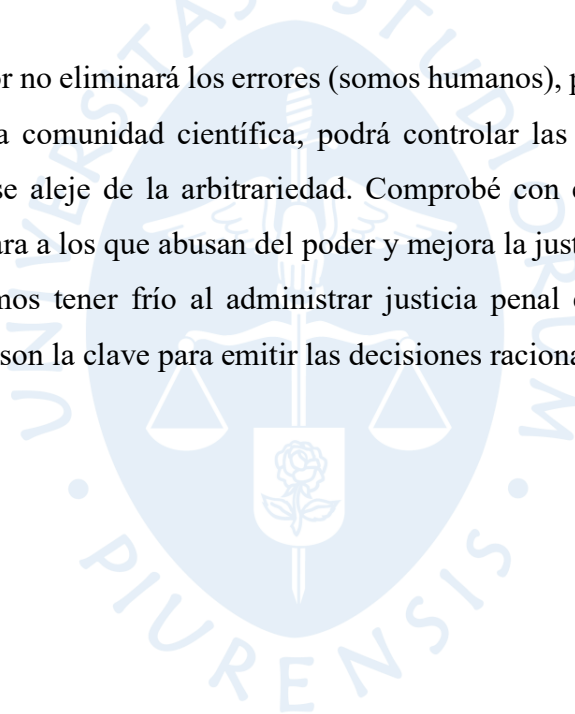 or no eliminará los errores (somos humanos), p
a comunidad científica, podrá controlar las
se aleje de la arbitrariedad. Comprobé con
ara a los que abusan del poder y mejora la just
mos tener frío al administrar justicia penal
son la clave para emitir las decisiones raciona
UNIVERSITAS STUDIORUM
PIURENSIS